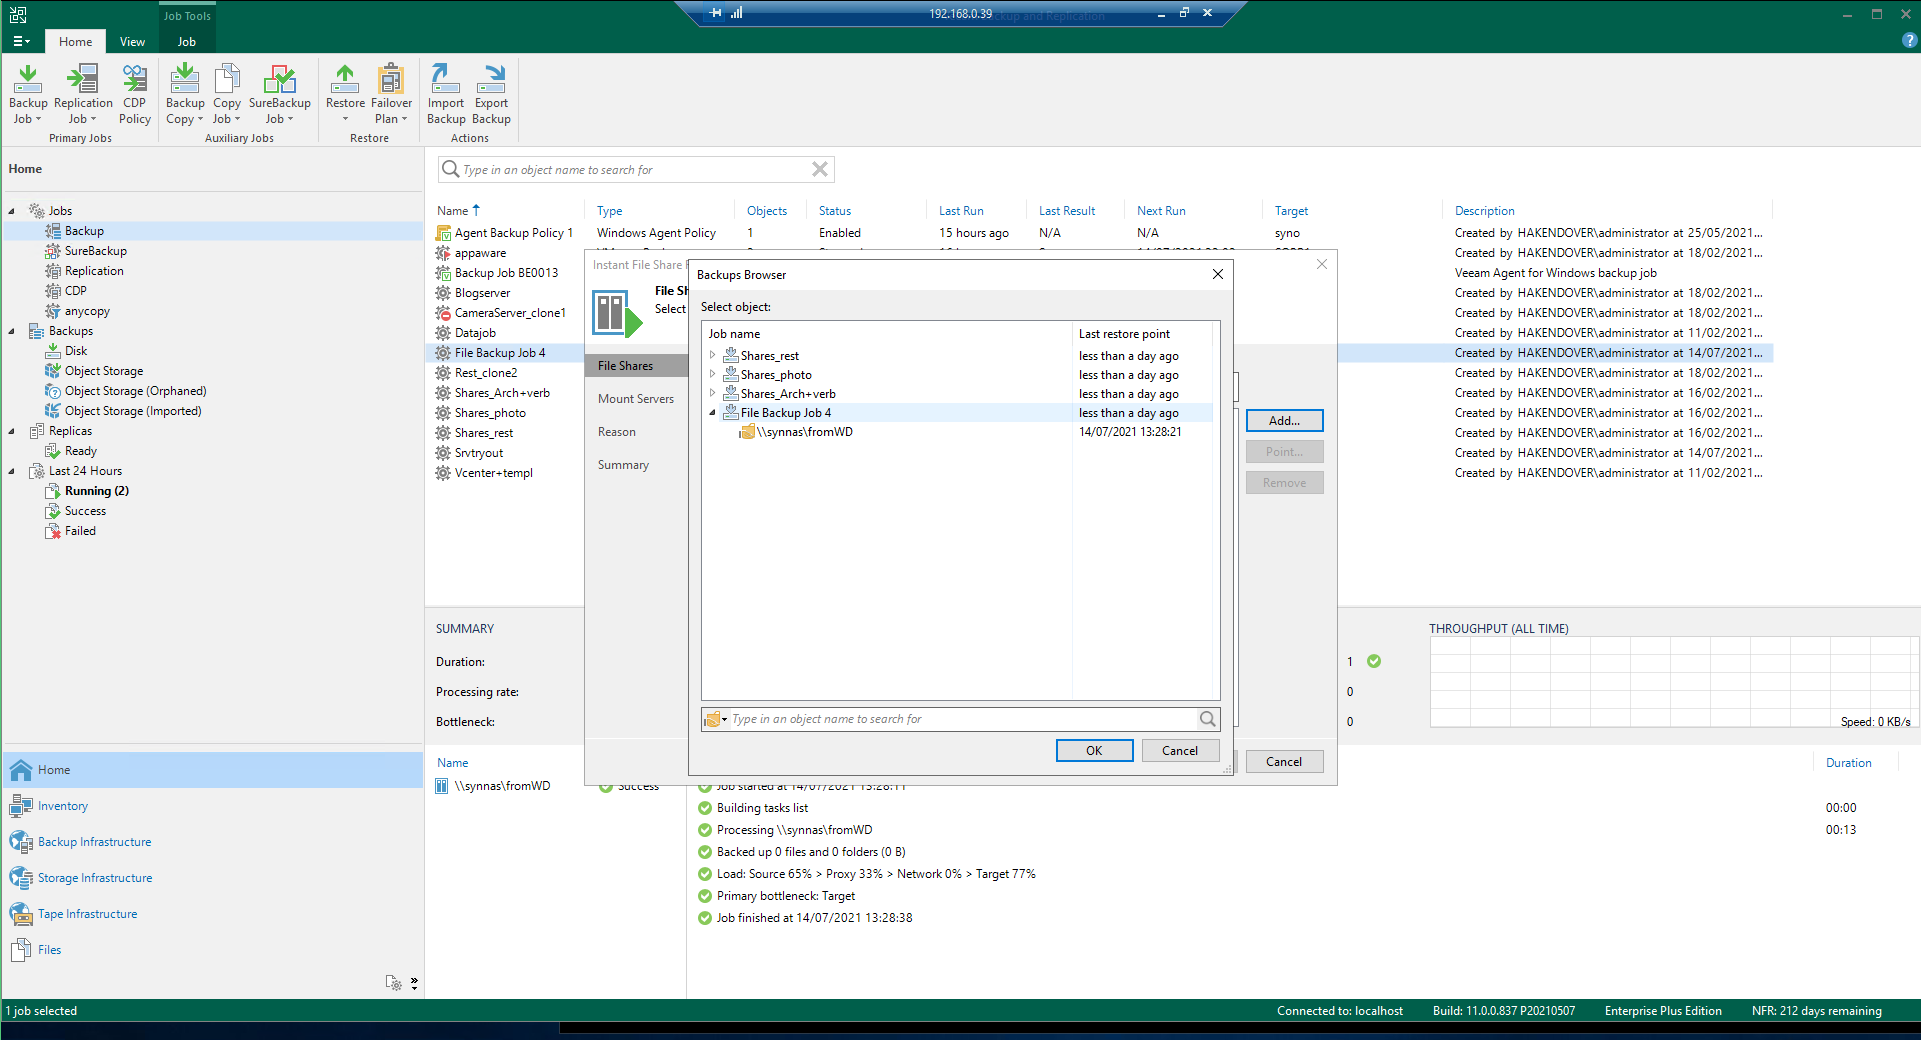 Job Tools
192.168.0.39
ckup and Replication
Home
View
Job
Backup Job
Replication Job
CDP Policy
Backup Copy
Copy Job
SureBackup Job
Restore
Failover Plan
Import Backup
Export Backup
Primary Jobs
Auxiliary Jobs
Restore
Actions
Home
Type in an object name to search for
Jobs
Backup
SureBackup
Replication
CDP
anycopy
Backups
Disk
Object Storage
Object Storage (Orphaned)
Object Storage (Imported)
Replicas
Ready
Last 24 Hours
Running (2)
Success
Failed
Home
Inventory
Backup Infrastructure
Storage Infrastructure
Tape Infrastructure
Files
Name Type Objects Status Last Run Last Result Next Run Target Description
Agent Backup Policy 1 Windows Agent Policy 1 Enabled 15 hours ago N/A N/A syno Created by HAKENDOVER\administrator at 25/05/2021...
appaware Created by HAKENDOVER\administrator at 18/02/2021...
Backup Job BE0013 Veeam Agent for Windows backup job
Blogserver Created by HAKENDOVER\administrator at 18/02/2021...
CameraServer_clone1 Created by HAKENDOVER\administrator at 18/02/2021...
Datajob Created by HAKENDOVER\administrator at 11/02/2021...
File Backup Job 4 Created by HAKENDOVER\administrator at 14/07/2021...
Rest_clone2 Created by HAKENDOVER\administrator at 18/02/2021...
Shares_Arch+verb Created by HAKENDOVER\administrator at 16/02/2021...
Shares_photo Created by HAKENDOVER\administrator at 16/02/2021...
Shares_rest Created by HAKENDOVER\administrator at 16/02/2021...
Srvtryout Created by HAKENDOVER\administrator at 14/07/2021...
Vcenter+templ Created by HAKENDOVER\administrator at 11/02/2021...
Instant File Share
File Sh
Select
File Shares
Mount Servers
Reason
Summary
Add...
Point...
Remove
Cancel
Backups Browser
Select object:
Job name Last restore point
Shares_rest less than a day ago
Shares_photo less than a day ago
Shares_Arch+verb less than a day ago
File Backup Job 4 less than a day ago
\\synnas\fromWD 14/07/2021 13:28:21
Type in an object name to search for
OK
Cancel
SUMMARY
Duration:
Processing rate:
Bottleneck:
1
0
0
THROUGHPUT (ALL TIME)
Speed: 0 KB/s
Name
Duration
\\synnas\fromWD Success
Job started at 14/07/2021 13:28:11
Building tasks list 00:00
Processing \\synnas\fromWD 00:13
Backed up 0 files and 0 folders (0 B)
Load: Source 65% > Proxy 33% > Network 0% > Target 77%
Primary bottleneck: Target
Job finished at 14/07/2021 13:28:38
1 job selected
Connected to: localhost
Build: 11.0.0.837 P20210507
Enterprise Plus Edition
NFR: 212 days remaining